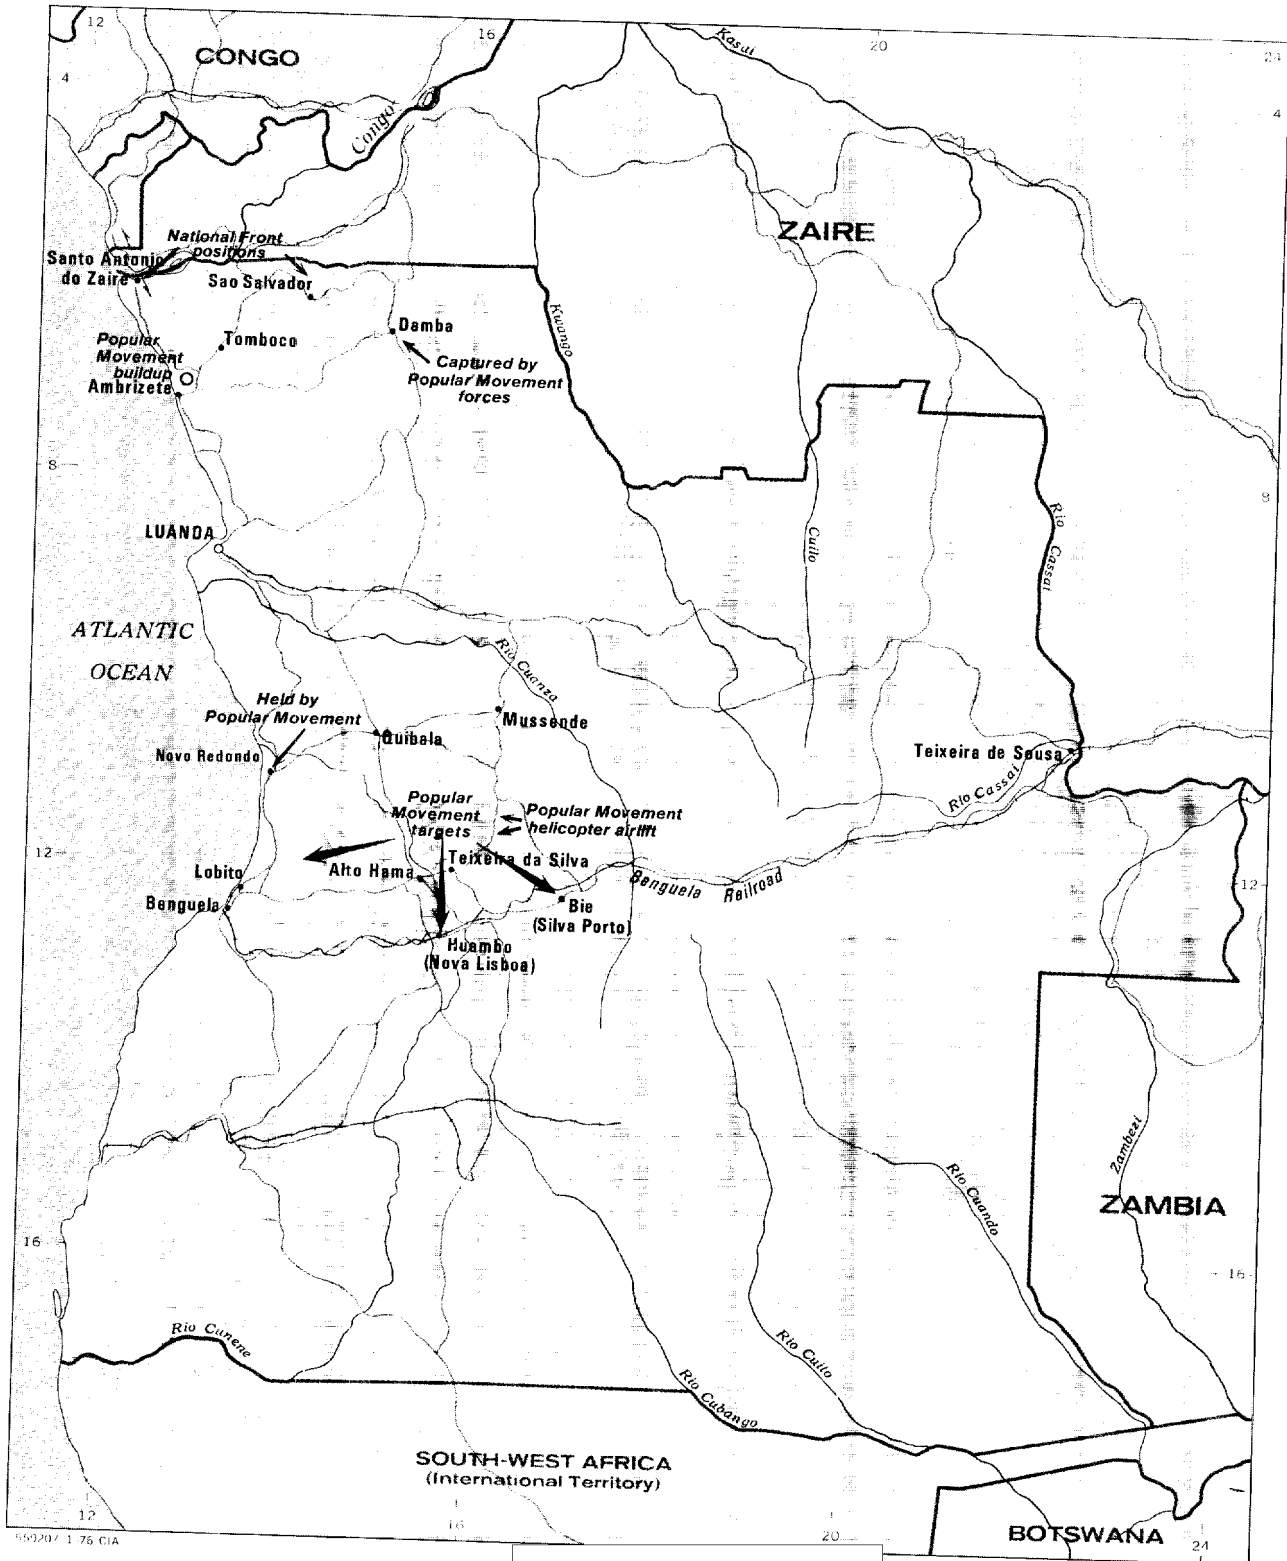 12
16
20
24
CONGO
Kasai
4
4
Congo
ZAIRE
National Front
positions
Santo Antonio
do Zaire
Sao Salvador
Kwango
Damba
Tomboco
Popular
Movement
buildup
Ambrizete
Captured by
Popular Movement
forces
8
8
Rio Cassai
Cuilo
LUANDA
ATLANTIC
OCEAN
Rio Cuanza
Held by
Popular Movement
Mussende
Quibala
Novo Redondo
Teixeira de Sousa
Rio Cassai
Popular
Movement
targets
Popular Movement
helicopter airlift
12
12
Teixeira da Silva
Alto Hama
Lobito
Benguela
Benguela Railroad
Bie
(Silva Porto)
Huambo
(Nova Lisboa)
Zambezi
Rio Cuando
ZAMBIA
16
16
Rio Cunene
Rio Cuito
Rio Cubango
SOUTH-WEST AFRICA
(International Territory)
12
16
20
24
BOTSWANA
559207 1-76 CIA